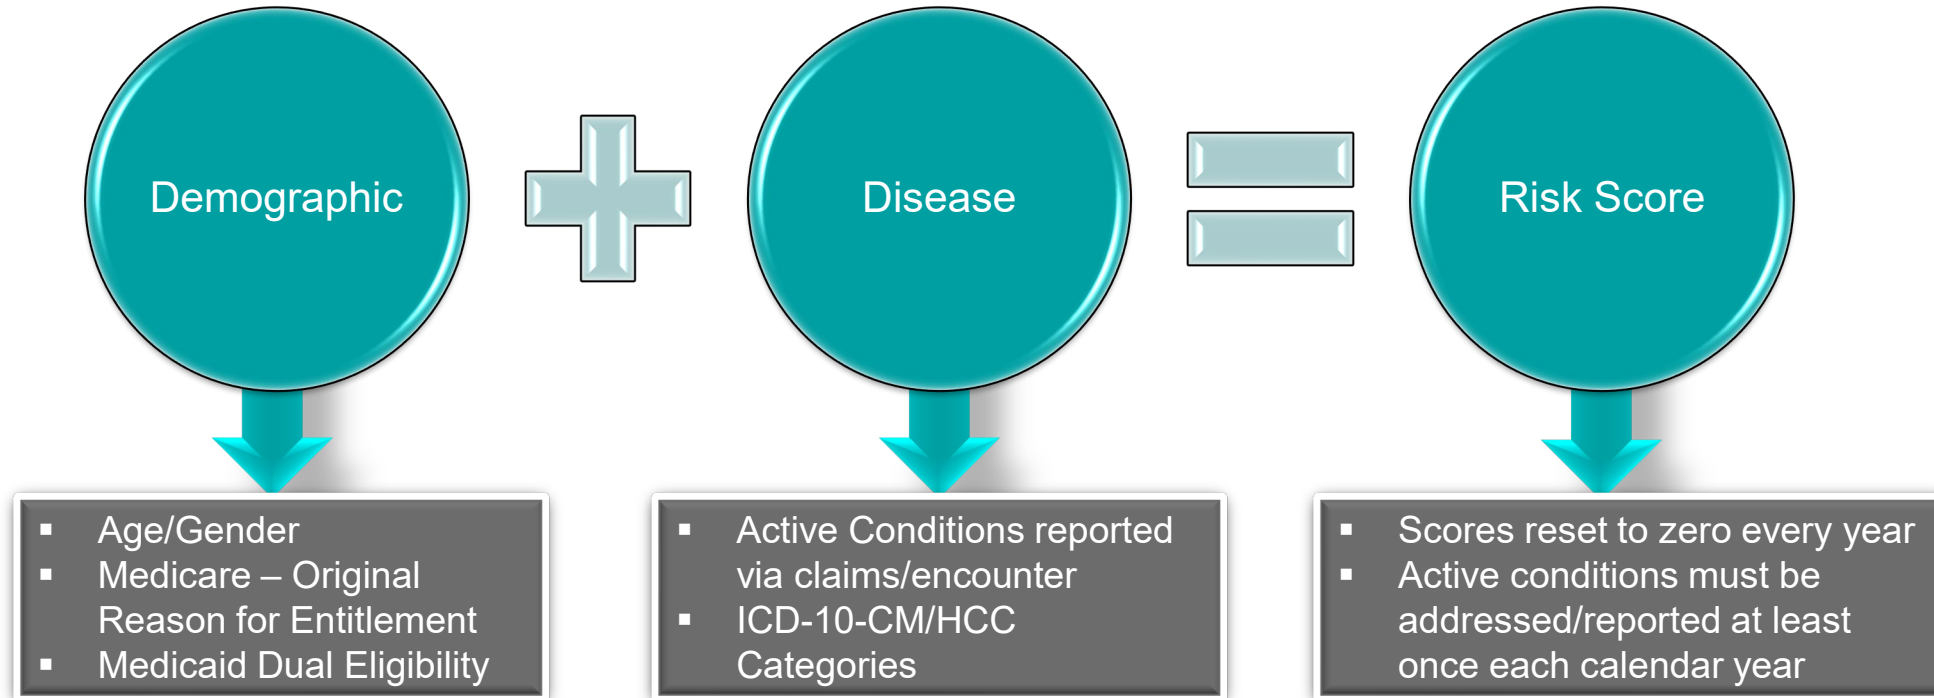 Demographic
Disease
Risk Score
▪ Age/Gender
▪ Medicare – Original
Reason for Entitlement
▪ Medicaid Dual Eligibility
▪ Active Conditions reported
via claims/encounter
▪ ICD-10-CM/HCC
Categories
▪ Scores reset to zero every year
▪ Active conditions must be
addressed/reported at least
once each calendar year